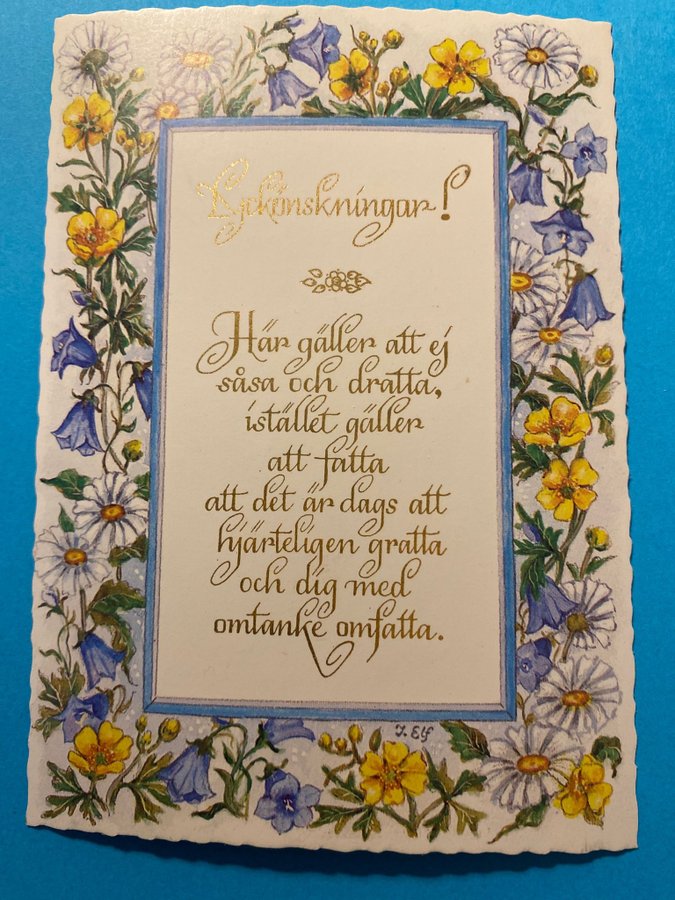 Lyckönskningar!
Här gäller att ej
såsa och dratta,
istället gäller
att fatta
att det är dags att
hjärteligen gratta
och dig med
omtanke omfatta.
I. Elf